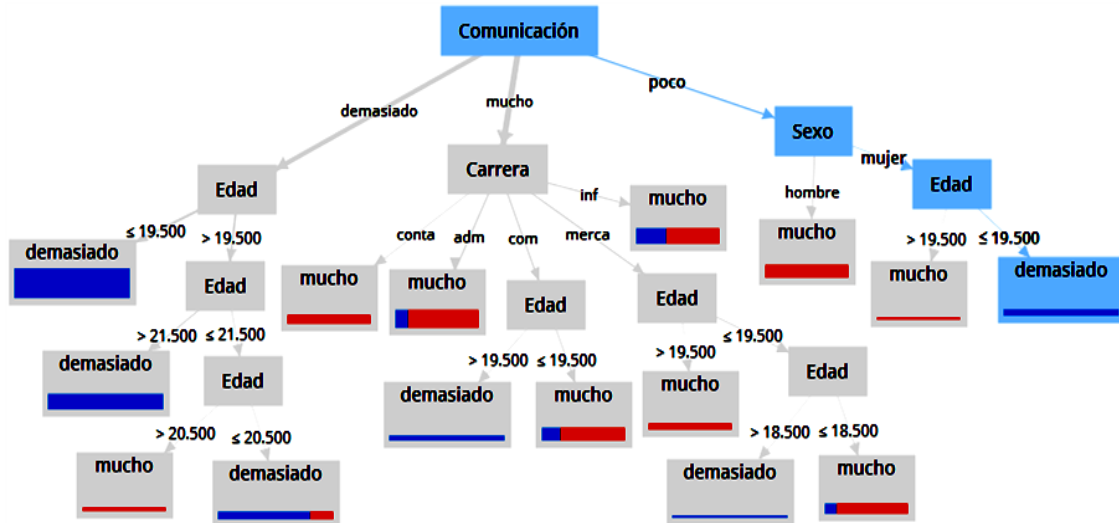 Comunicación
demasiado
mucho
poco
Sexo
mujer
Edad
Carrera
inf
mucho
hombre
Edad
≤ 19.500
> 19.500
conta
adm
com
merca
mucho
> 19.500
≤ 19.500
demasiado
Edad
mucho
mucho
Edad
Edad
mucho
demasiado
> 21.500
≤ 21.500
> 19.500
≤ 19.500
> 19.500
≤ 19.500
demasiado
Edad
demasiado
mucho
mucho
Edad
> 20.500
≤ 20.500
> 18.500
≤ 18.500
mucho
demasiado
demasiado
mucho